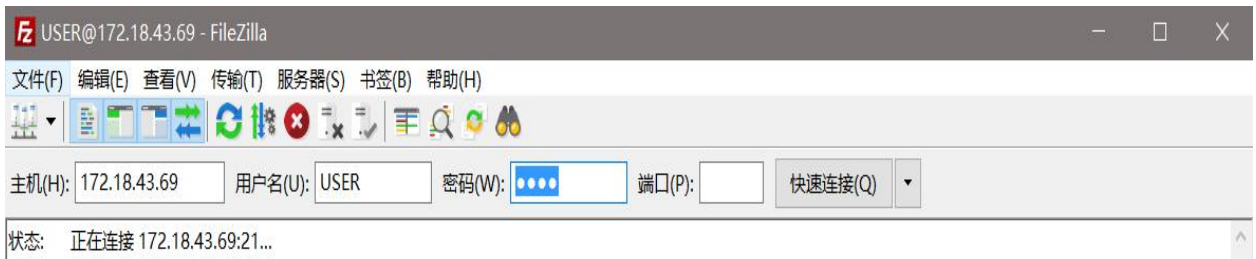 USER@172.18.43.69 - FileZilla
文件(F) 编辑(E) 查看(V) 传输(T) 服务器(S) 书签(B) 帮助(H)
主机(H): 172.18.43.69 用户名(U): USER 密码(W): ●●●● 端口(P): 快速连接(Q)
状态: 正在连接 172.18.43.69:21...